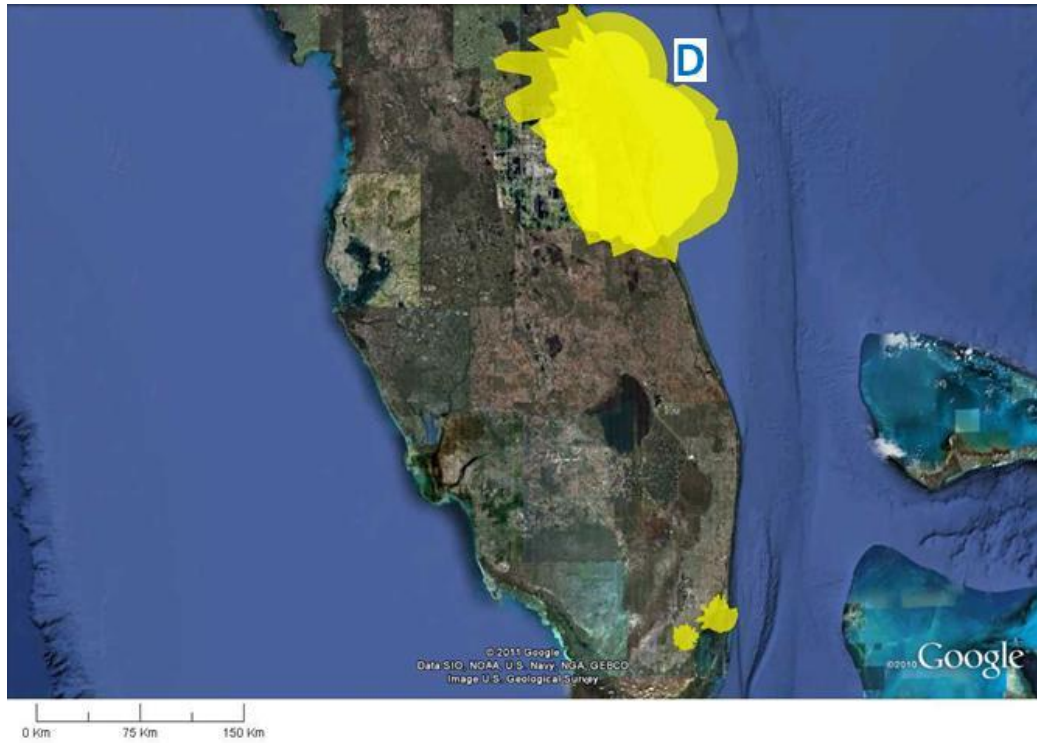 D
© 2011 Google
Data SIO, NOAA, U.S. Navy, NGA, GEBCO
Image U.S. Geological Survey
©2010 Google
0 Km 75 Km 150 Km